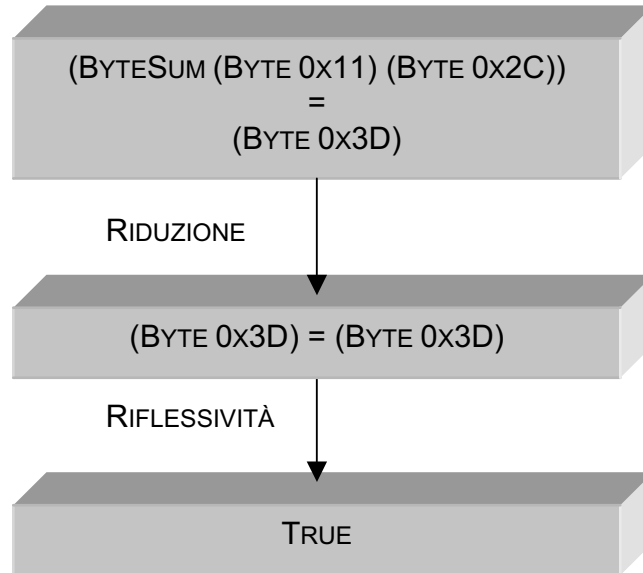 (BYTESUM (BYTE 0X11) (BYTE 0X2C))
=
(BYTE 0X3D)
RIDUZIONE
(BYTE 0X3D) = (BYTE 0X3D)
RIFLESSIVITÀ
TRUE